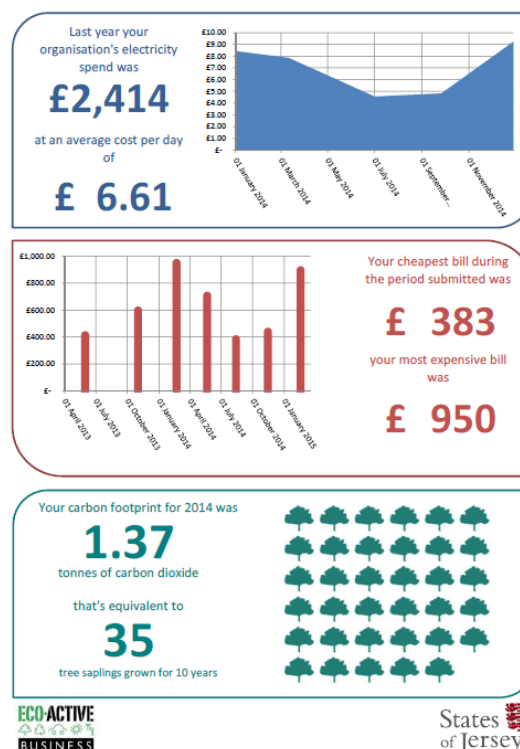 Last year your
organisation's electricity
spend was
£2,414
at an average cost per day
of
£ 6.61
£10.00
£9.00
£8.00
£7.00
£6.00
£5.00
£4.00
£3.00
£2.00
£1.00
£-
01 January 2014
01 March 2014
01 May 2014
01 July 2014
01 September...
01 November 2014
£1,000.00
£800.00
£600.00
£400.00
£200.00
£-
01 April 2013
01 July 2013
01 October 2013
01 January 2014
01 April 2014
01 July 2014
01 October 2014
01 January 2015
Your cheapest bill during
the period submitted was
£ 383
your most expensive bill
was
£ 950
Your carbon footprint for 2014 was
1.37
tonnes of carbon dioxide
that's equivalent to
35
tree saplings grown for 10 years
ECO·ACTIVE
BUSINESS
States
of Jersey